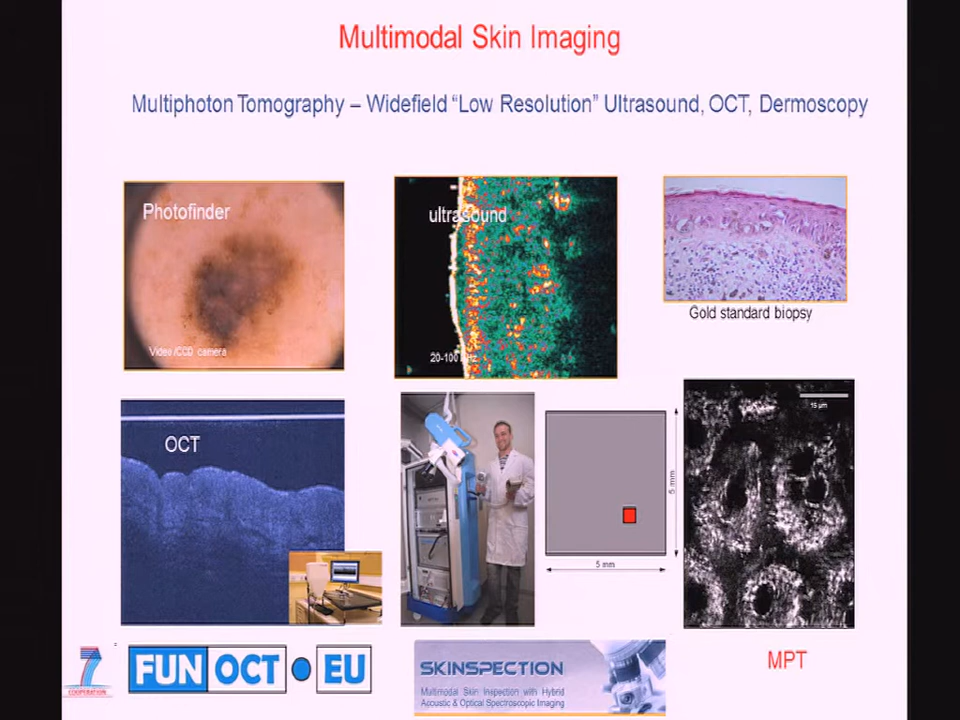 Multimodal Skin Imaging
Multiphoton Tomography – Widefield “Low Resolution” Ultrasound, OCT, Dermoscopy
Photofinder
Video /CCD camera
ultrasound
20-100
Gold standard biopsy
OCT
5 mm
5 mm
15 µm
MPT
7
COOPERATION
FUN OCT EU
SKINSPECTION
Multimodal Skin Inspection with Hybrid
Acoustic & Optical Spectroscopic Imaging